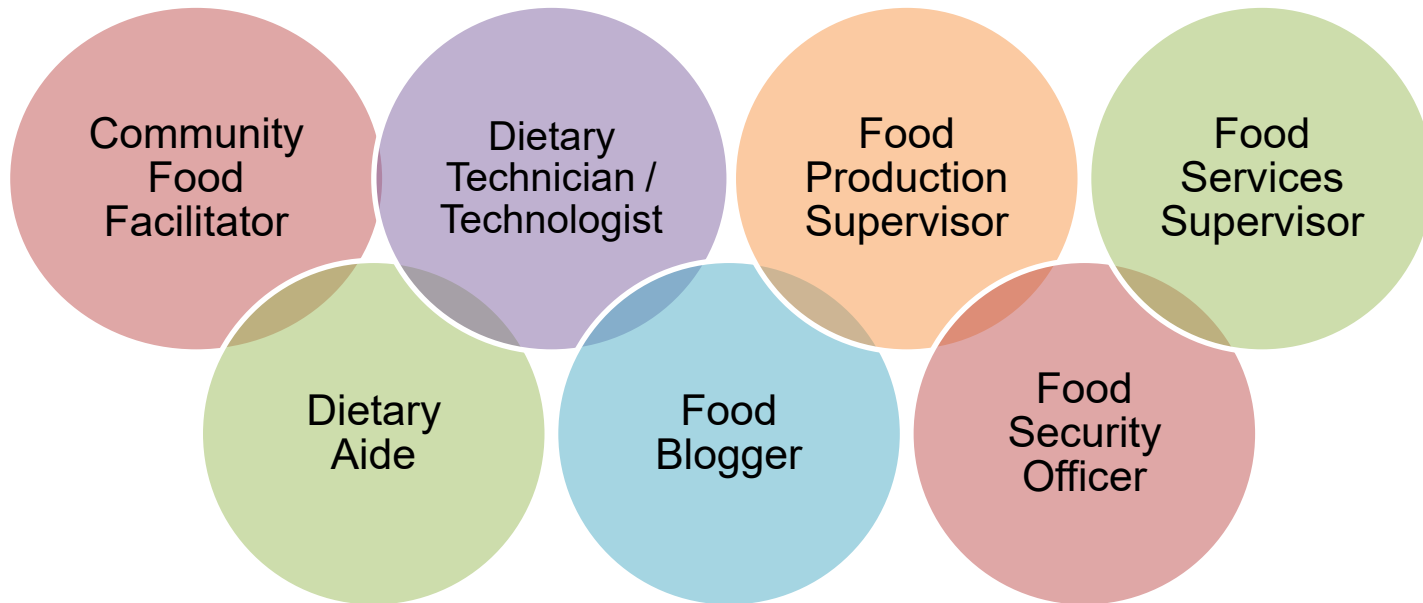 Community
Food
Facilitator
Dietary
Technician /
Technologist
Food
Production
Supervisor
Food
Services
Supervisor
Dietary
Aide
Food
Blogger
Food
Security
Officer